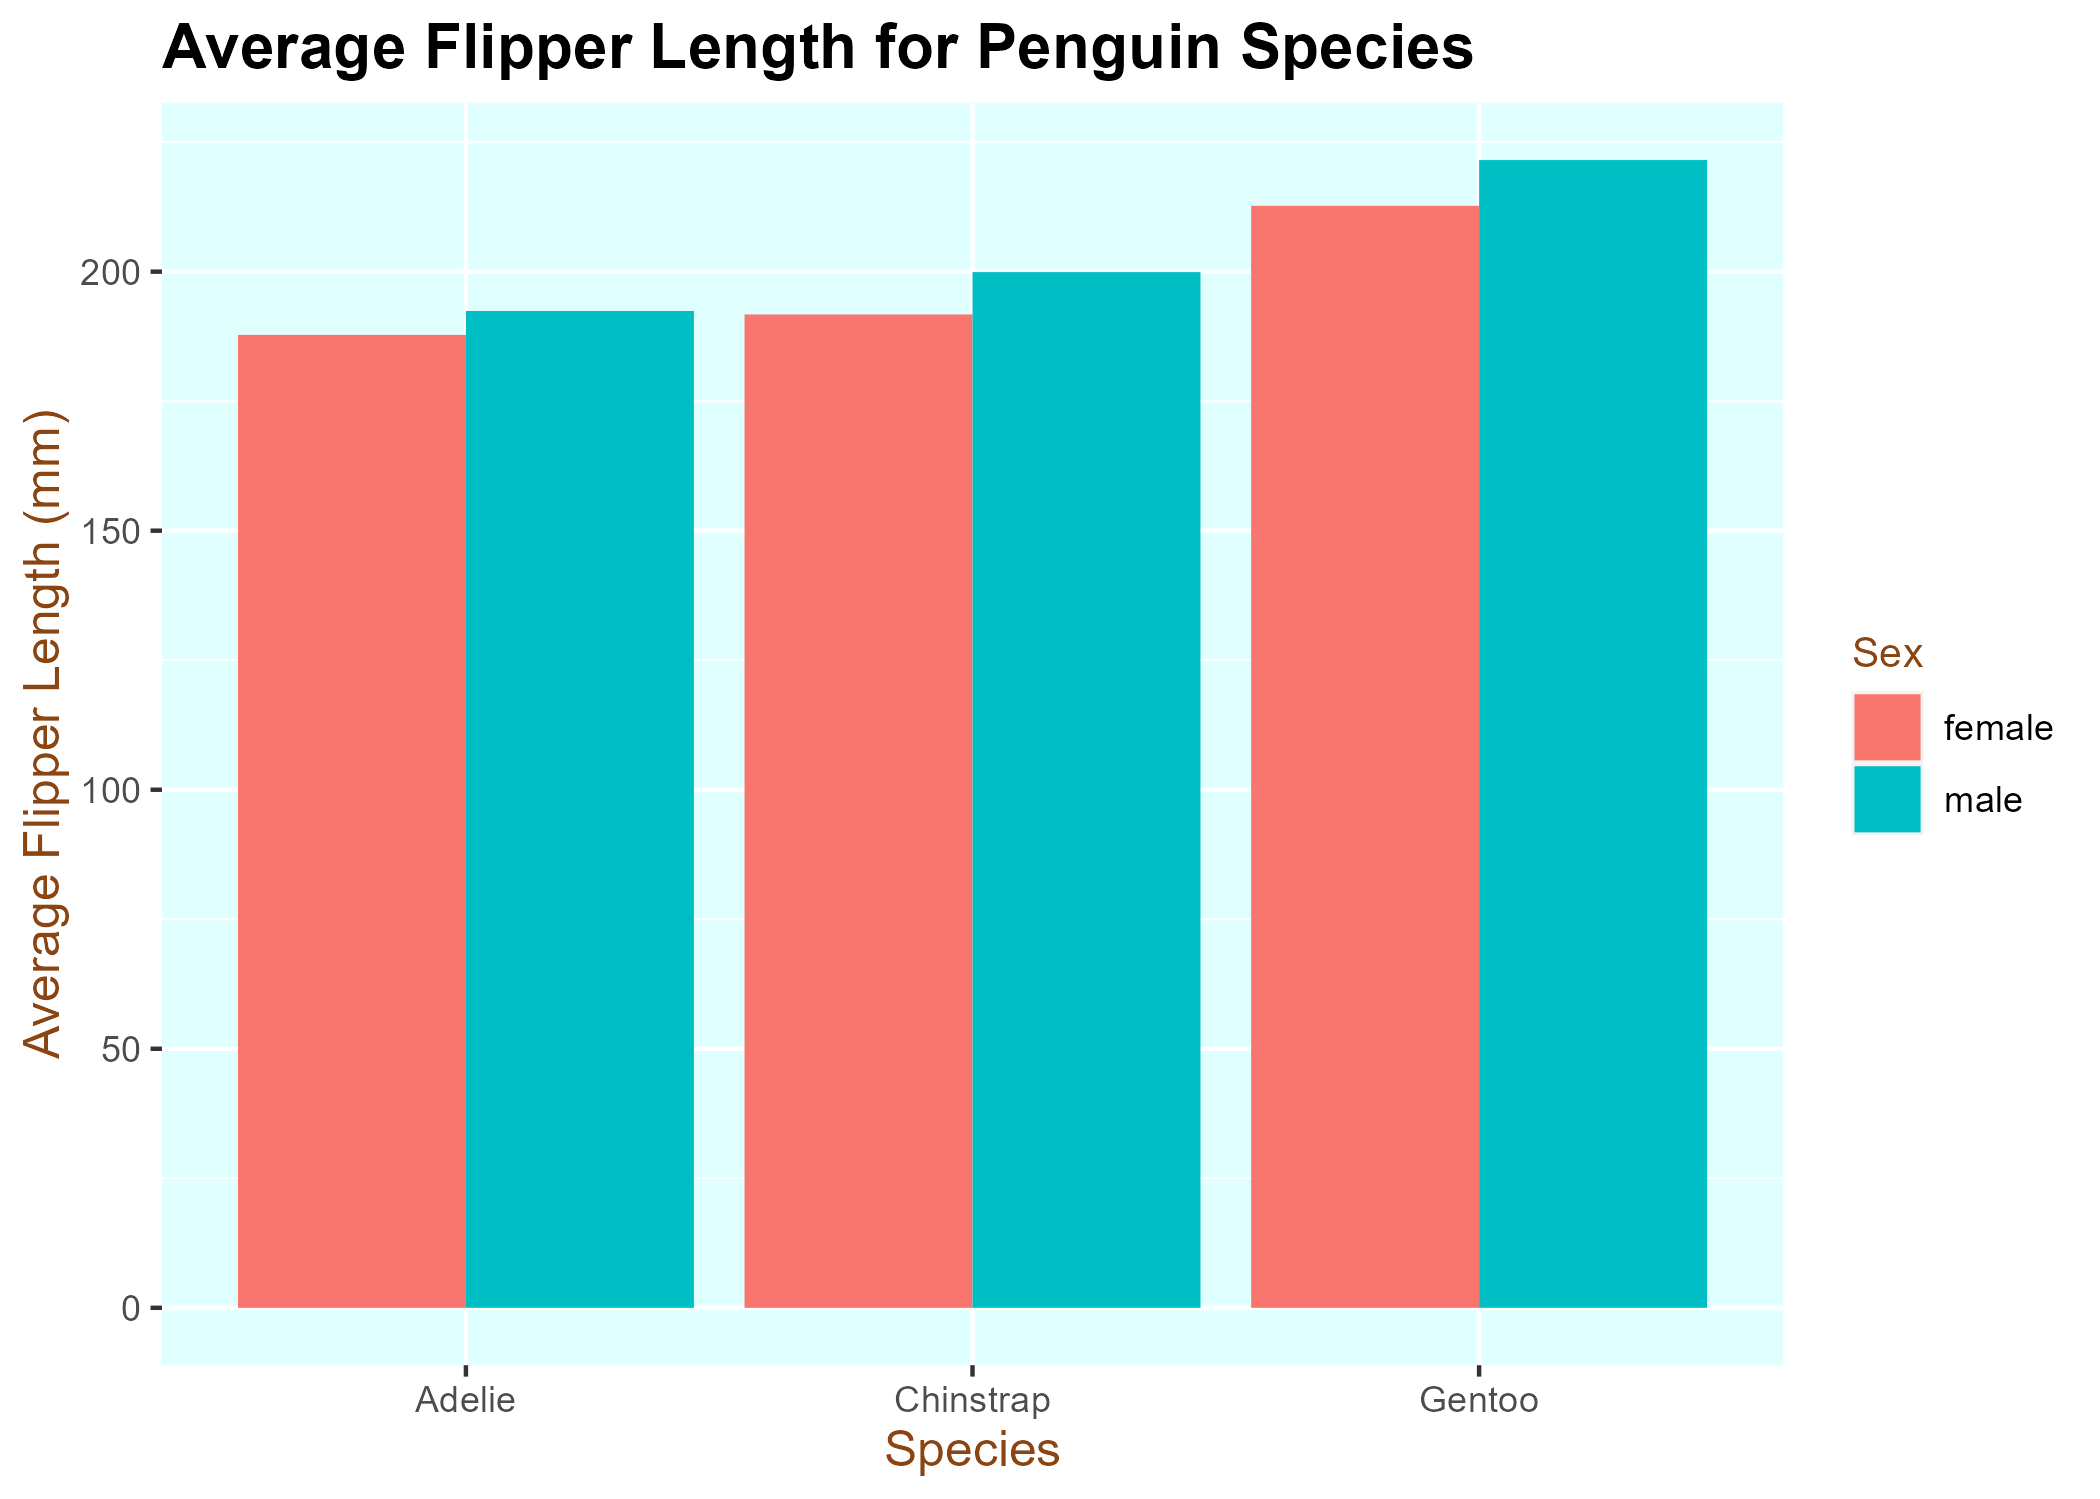 Average Flipper Length for Penguin Species
Average Flipper Length (mm)
200
150
100
50
0
Adelie
Chinstrap
Gentoo
Species
Sex
female
male